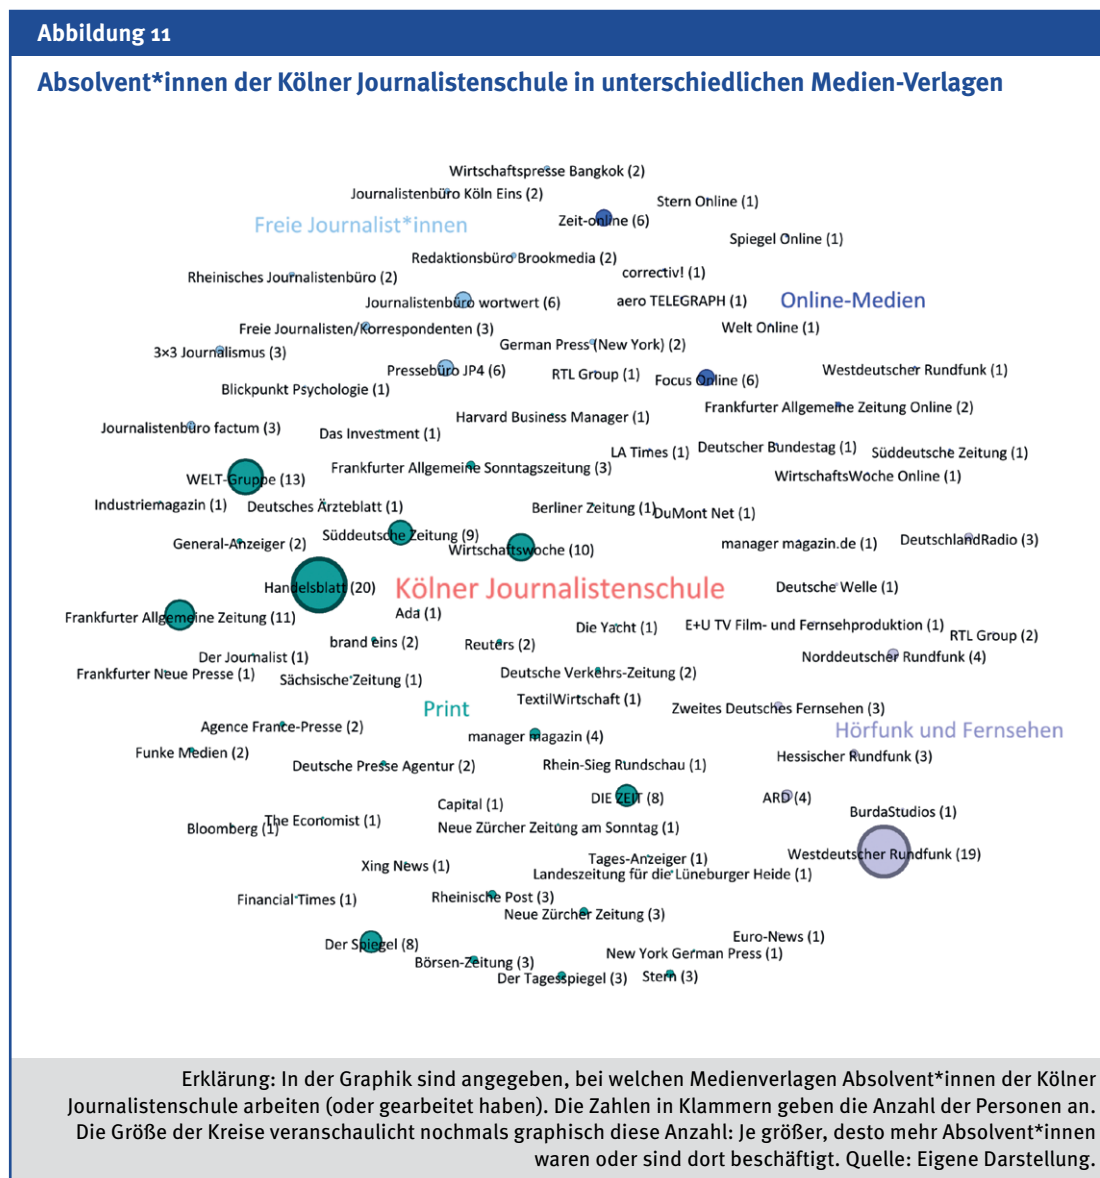 Abbildung 11
Absolvent*innen der Kölner Journalistenschule in unterschiedlichen Medien-Verlagen
Wirtschaftspresse Bangkok (2)
Journalistenbüro Köln Eins (2)
Stern Online (1)
Zeit-online (6)
Freie Journalist*innen
Spiegel Online (1)
Redaktionsbüro Brookmedia (2)
correctiv! (1)
Rheinisches Journalistenbüro (2)
Journalistenbüro wortwert (6)
aero TELEGRAPH (1)
Online-Medien
Freie Journalisten/Korrespondenten (3)
Welt Online (1)
German Press (New York) (2)
3×3 Journalismus (3)
Pressebüro JP4 (6)
RTL Group (1)
Focus Online (6)
Westdeutscher Rundfunk (1)
Blickpunkt Psychologie (1)
Frankfurter Allgemeine Zeitung Online (2)
Harvard Business Manager (1)
Journalistenbüro factum (3)
Das Investment (1)
LA Times (1)
Deutscher Bundestag (1)
Süddeutsche Zeitung (1)
Frankfurter Allgemeine Sonntagszeitung (3)
WELT-Gruppe (13)
WirtschaftsWoche Online (1)
Industriemagazin (1)
Deutsches Ärzteblatt (1)
Berliner Zeitung (1)
DuMont Net (1)
General-Anzeiger (2)
Süddeutsche Zeitung (9)
Wirtschaftswoche (10)
manager magazin.de (1)
DeutschlandRadio (3)
Handelsblatt (20)
Kölner Journalistenschule
Deutsche Welle (1)
Frankfurter Allgemeine Zeitung (11)
Ada (1)
Die Yacht (1)
E+U TV Film- und Fernsehproduktion (1)
RTL Group (2)
brand eins (2)
Reuters (2)
Der Journalist (1)
Norddeutscher Rundfunk (4)
Frankfurter Neue Presse (1)
Sächsische Zeitung (1)
Deutsche Verkehrs-Zeitung (2)
TextilWirtschaft (1)
Print
Zweites Deutsches Fernsehen (3)
Agence France-Presse (2)
manager magazin (4)
Hörfunk und Fernsehen
Funke Medien (2)
Deutsche Presse Agentur (2)
Rhein-Sieg Rundschau (1)
Hessischer Rundfunk (3)
DIE ZEIT (8)
ARD (4)
Capital (1)
BurdaStudios (1)
The Economist (1)
Bloomberg (1)
Neue Zürcher Zeitung am Sonntag (1)
Westdeutscher Rundfunk (19)
Xing News (1)
Tages-Anzeiger (1)
Landeszeitung für die Lüneburger Heide (1)
Financial Times (1)
Rheinische Post (3)
Neue Zürcher Zeitung (3)
Der Spiegel (8)
Euro-News (1)
Börsen-Zeitung (3)
New York German Press (1)
Der Tagesspiegel (3)
Stern (3)
Erklärung: In der Graphik sind angegeben, bei welchen Medienverlagen Absolvent*innen der Kölner
Journalistenschule arbeiten (oder gearbeitet haben). Die Zahlen in Klammern geben die Anzahl der Personen an.
Die Größe der Kreise veranschaulicht nochmals graphisch diese Anzahl: Je größer, desto mehr Absolvent*innen
waren oder sind dort beschäftigt. Quelle: Eigene Darstellung.